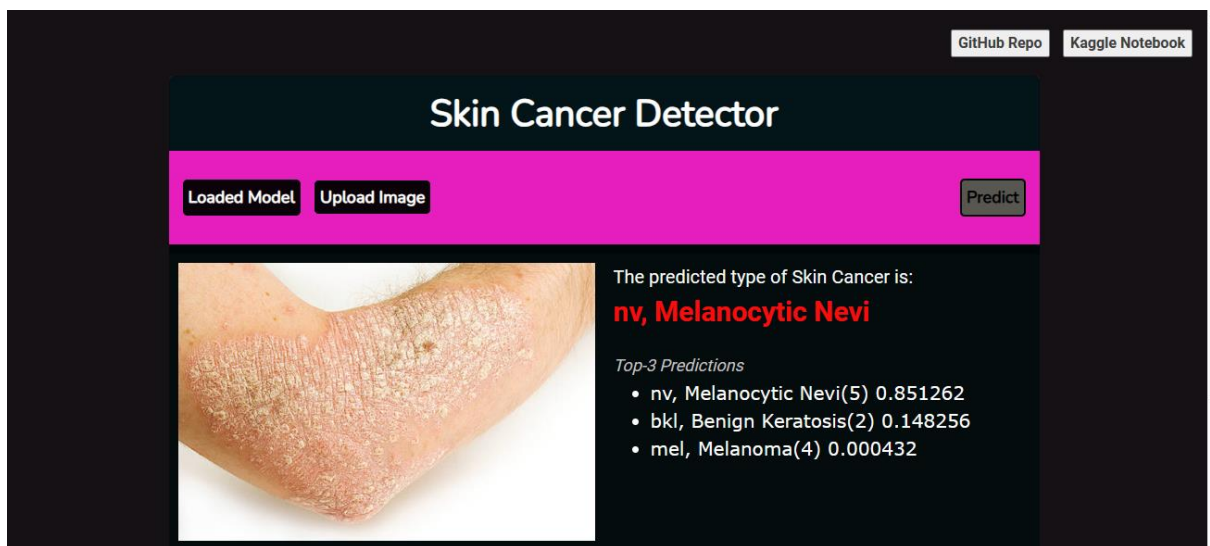 GitHub Repo
Kaggle Notebook
Skin Cancer Detector
Loaded Model
Upload Image
Predict
The predicted type of Skin Cancer is:
nv, Melanocytic Nevi
Top-3 Predictions
• nv, Melanocytic Nevi(5) 0.851262
• bkl, Benign Keratosis(2) 0.148256
• mel, Melanoma(4) 0.000432